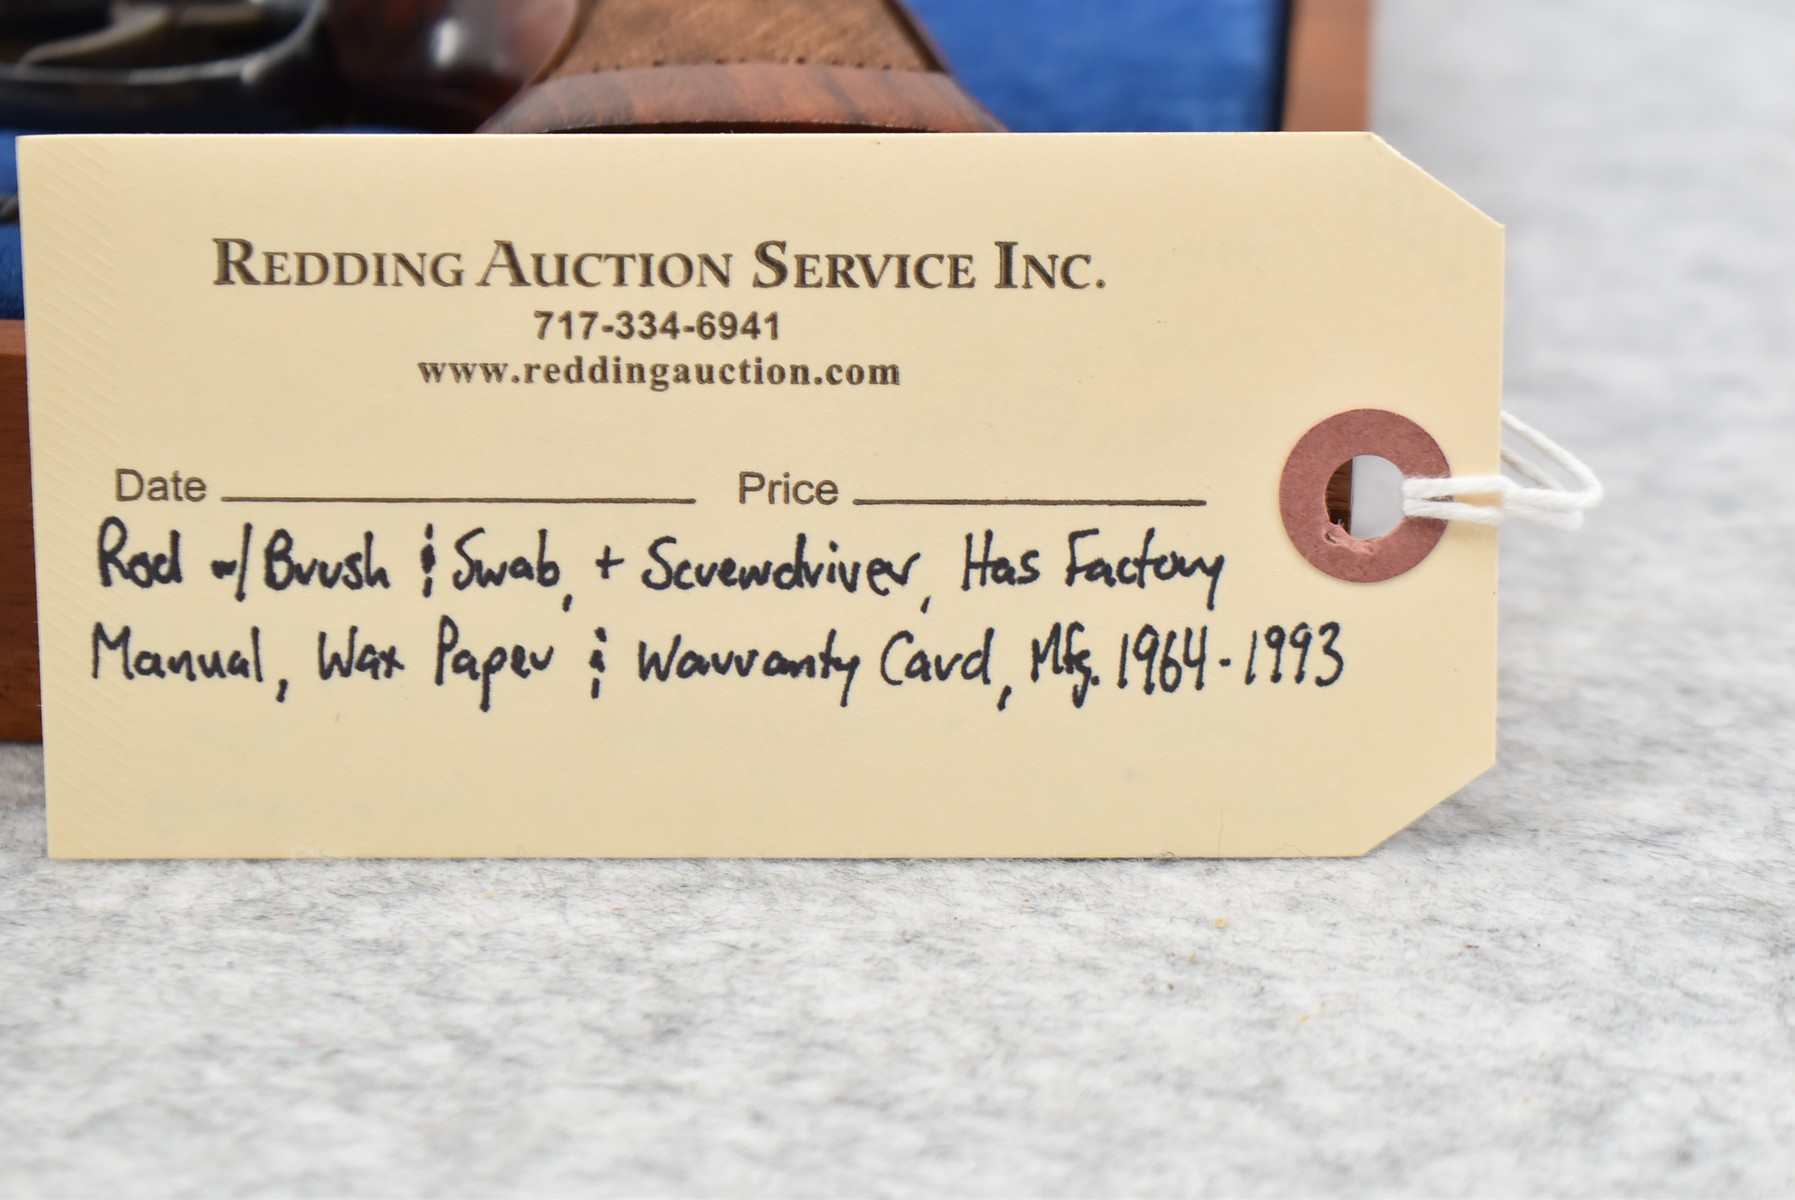 REDDING AUCTION SERVICE INC.
717-334-6941
www.reddingauction.com
Date Price
Rod w/Brush & Swab, + Screwdriver, Has Factory
Manual, Wax Paper & Warranty Card, Mfg. 1964-1993